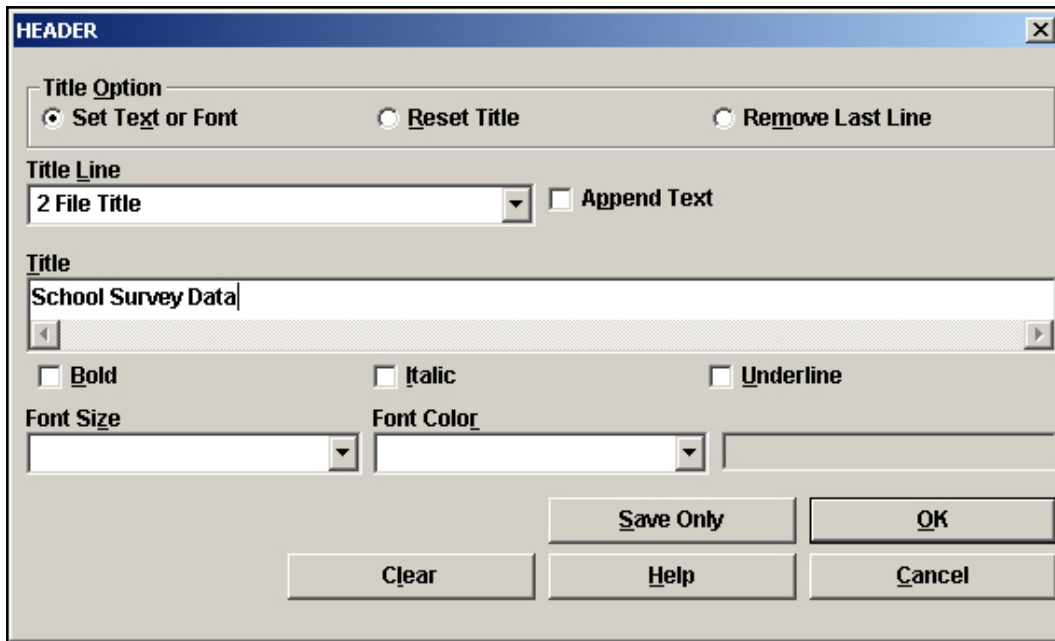 HEADER
Title Option
Set Text or Font Reset Title Remove Last Line
Title Line
2 File Title Append Text
Title
School Survey Data
Bold Italic Underline
Font Size Font Color
Save Only OK
Clear Help Cancel